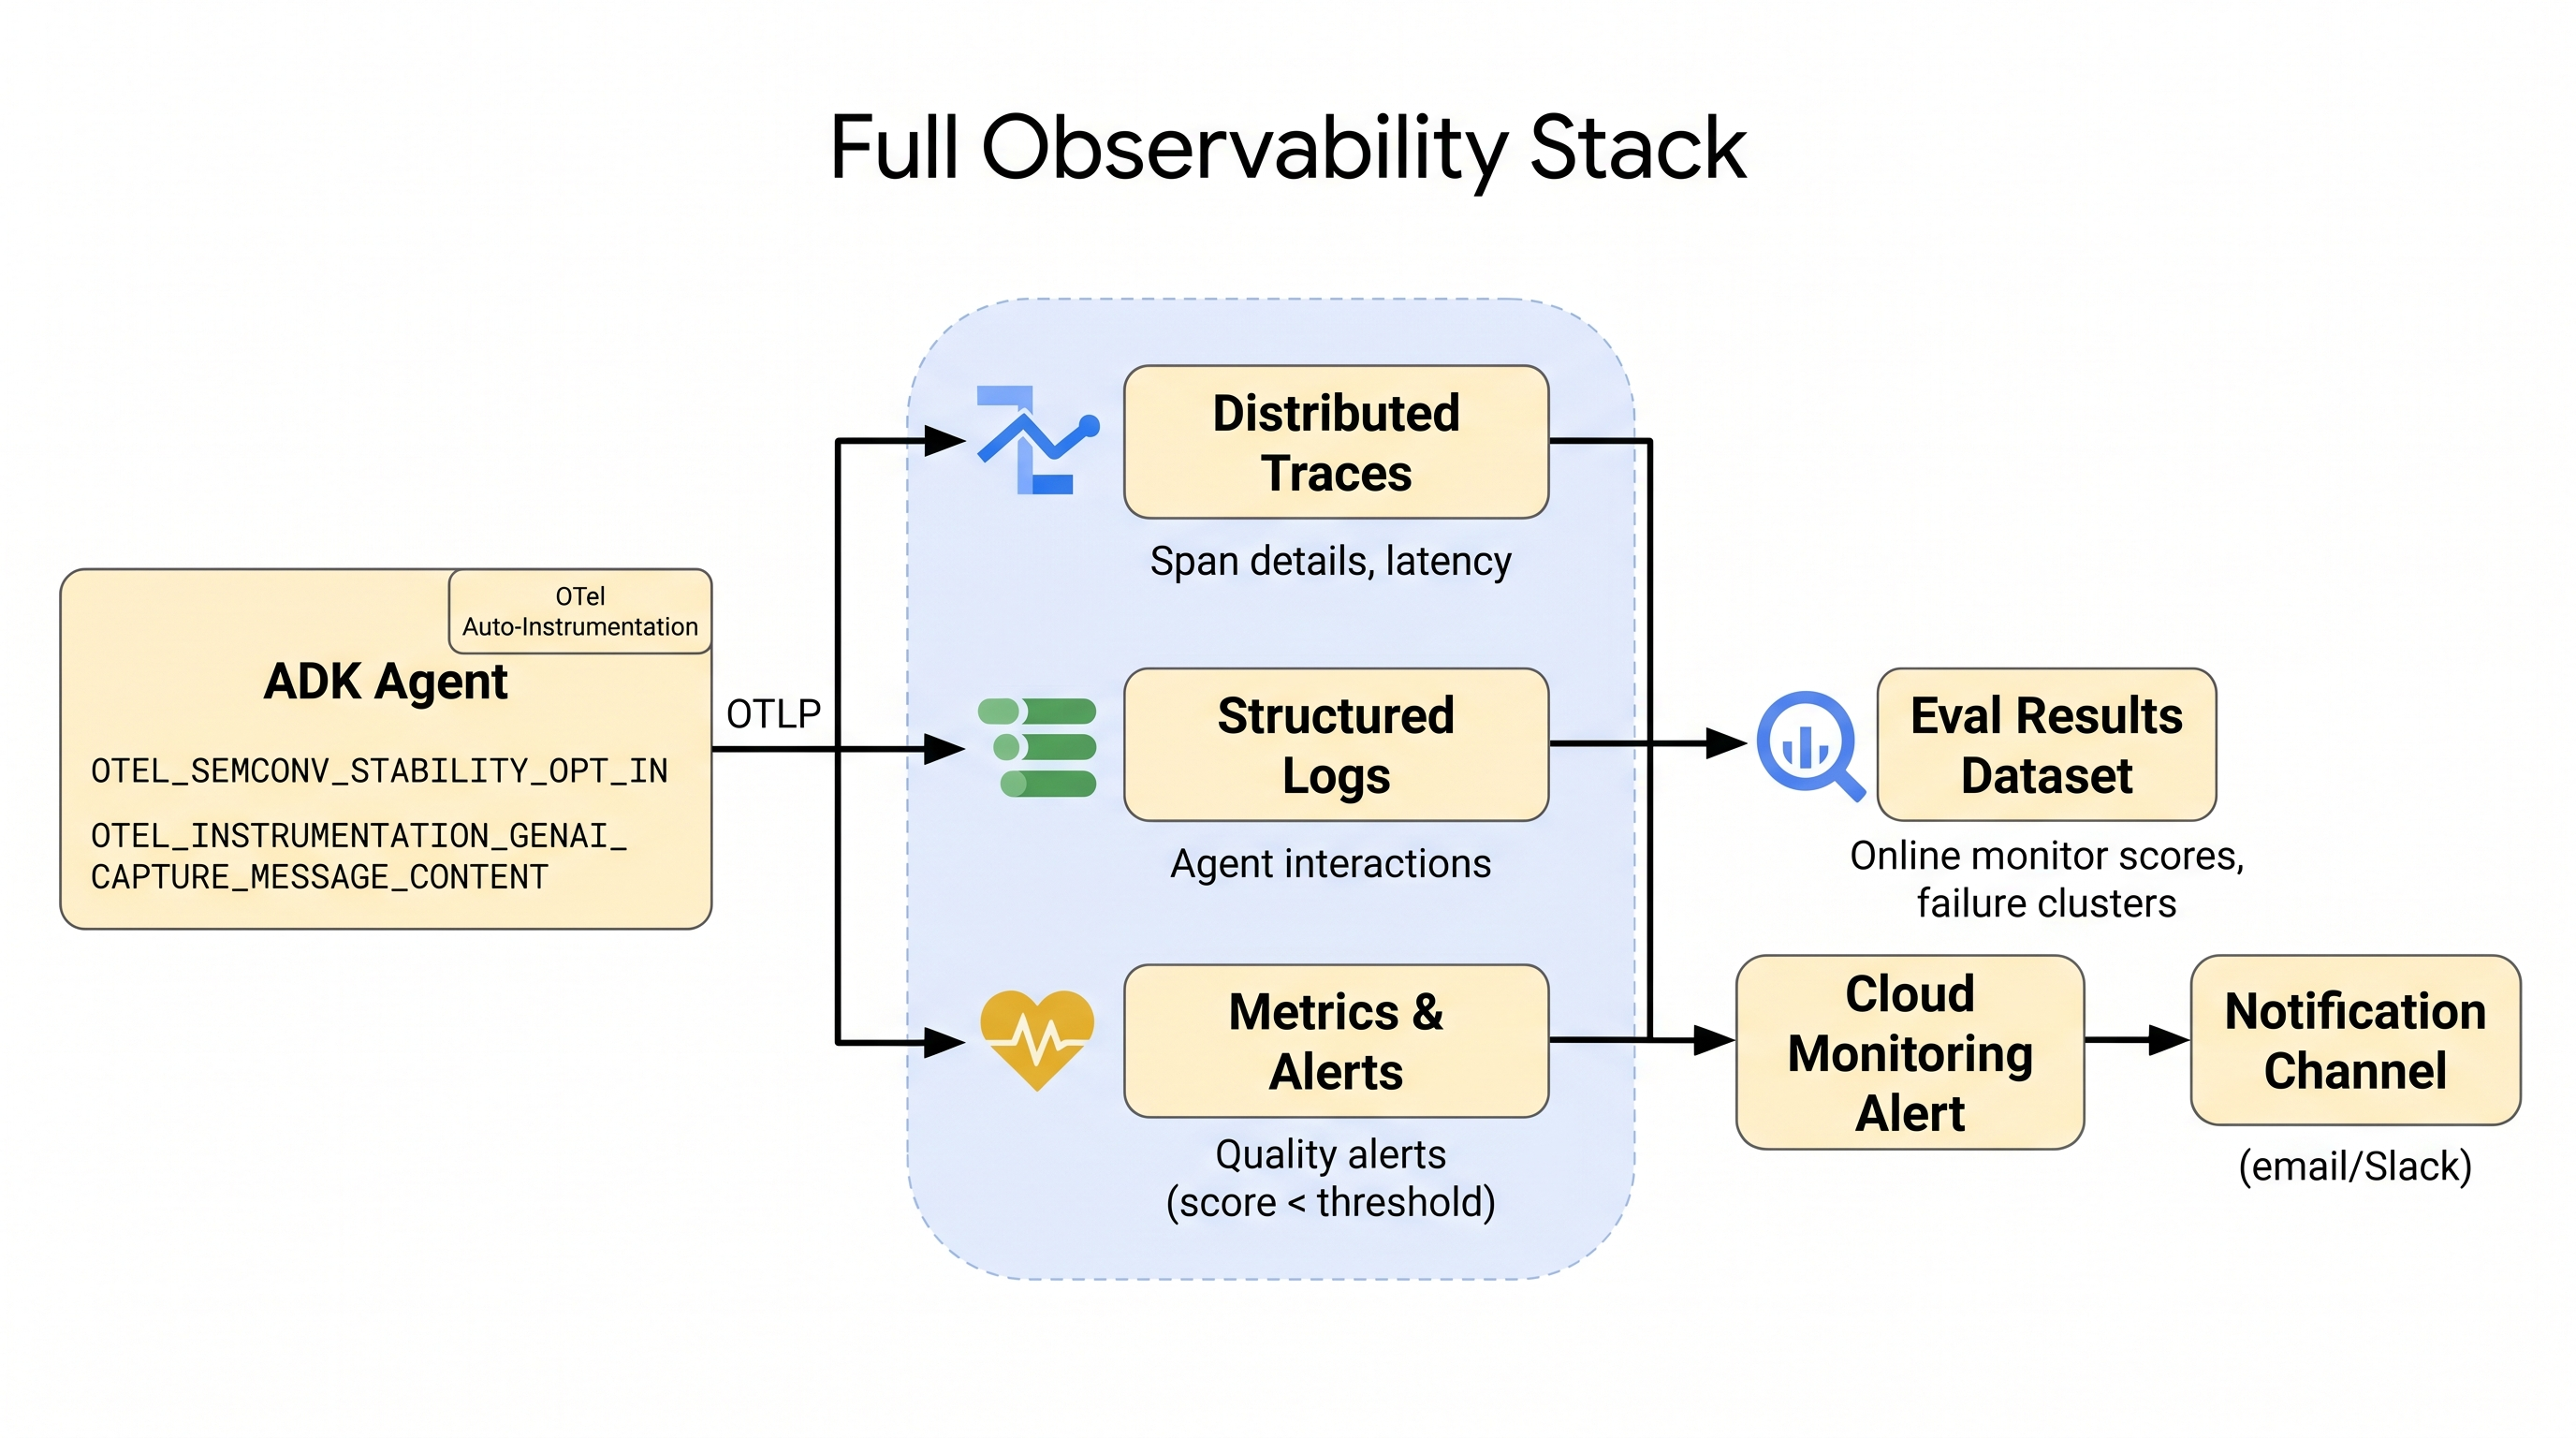 Full Observability Stack
OTel
Auto-Instrumentation
ADK Agent
OTEL_SEMCONV_STABILITY_OPT_IN
OTEL_INSTRUMENTATION_GENAI_
CAPTURE_MESSAGE_CONTENT
OTLP
Distributed
Traces
Span details, latency
Structured
Logs
Agent interactions
Metrics &
Alerts
Quality alerts
(score < threshold)
Eval Results
Dataset
Online monitor scores,
failure clusters
Cloud
Monitoring
Alert
Notification
Channel
(email/Slack)